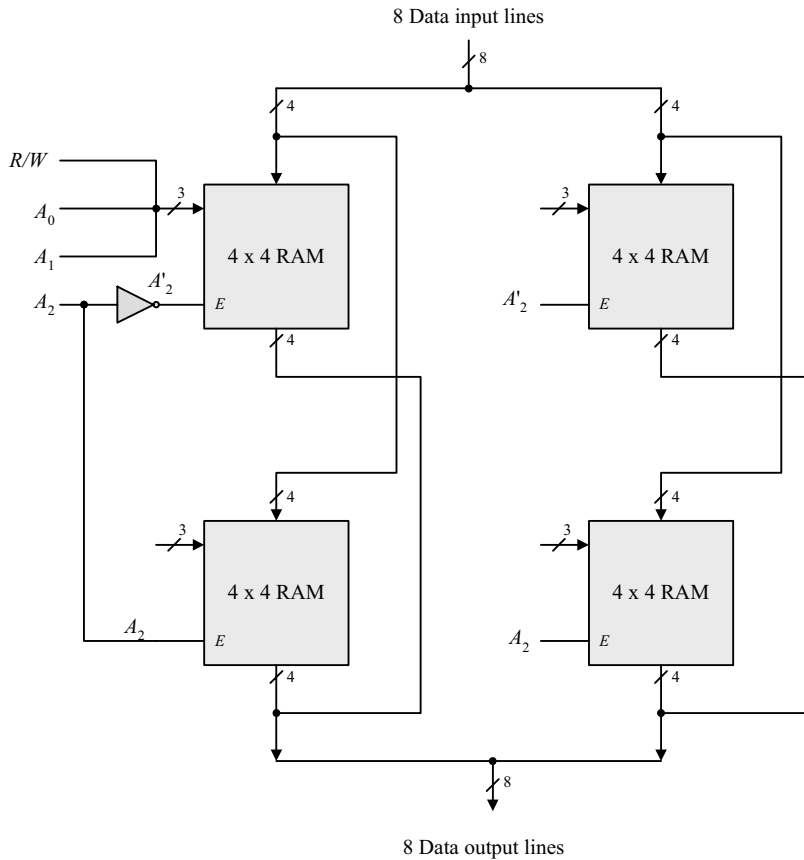 8 Data input lines
8
4 4
R/W
3 3
A0
4 x 4 RAM 4 x 4 RAM
A1
A'2
A2 E A'2 E
4 4
4 4
3 3
4 x 4 RAM 4 x 4 RAM
A2 E A2 E
4 4
8
8 Data output lines